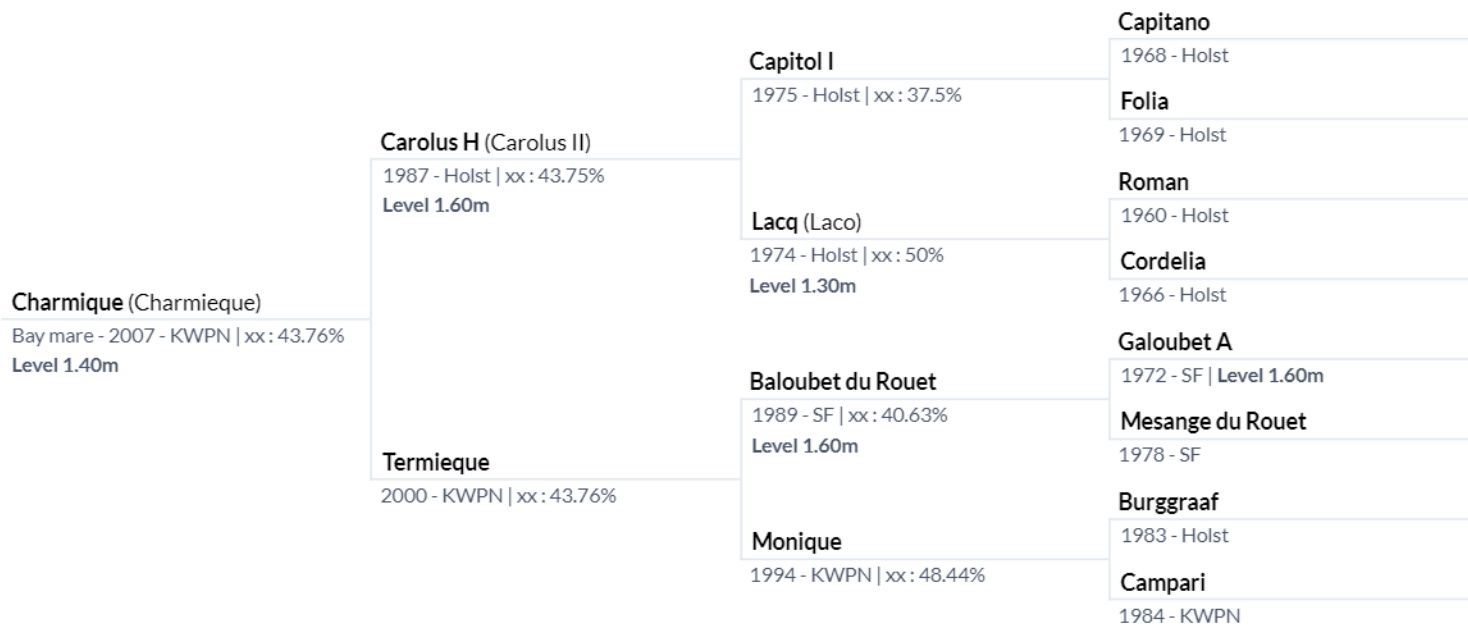 Charmique (Charmieque)
Bay mare - 2007 - KWPN | xx : 43.76%
Level 1.40m
Carolus H (Carolus II)
1987 - Holst | xx : 43.75%
Level 1.60m
Termieque
2000 - KWPN | xx : 43.76%
Capitol I
1975 - Holst | xx : 37.5%
Lacq (Laco)
1974 - Holst | xx : 50%
Level 1.30m
Baloubet du Rouet
1989 - SF | xx : 40.63%
Level 1.60m
Monique
1994 - KWPN | xx : 48.44%
Capitano
1968 - Holst
Folia
1969 - Holst
Roman
1960 - Holst
Cordelia
1966 - Holst
Galoubet A
1972 - SF | Level 1.60m
Mesange du Rouet
1978 - SF
Burggraaf
1983 - Holst
Campari
1984 - KWPN